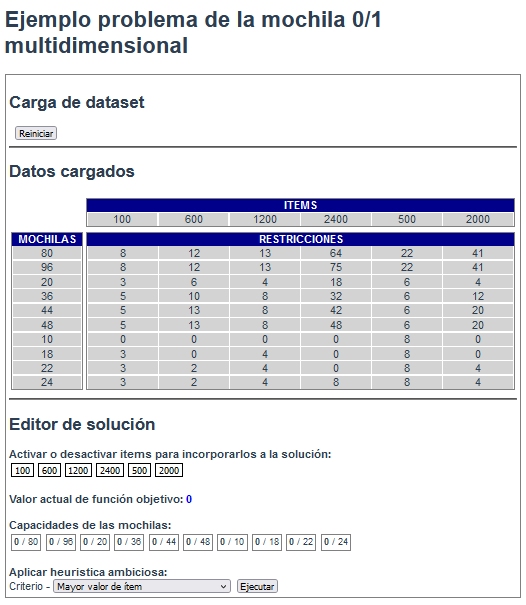 Ejemplo problema de la mochila 0/1
multidimensional
Carga de dataset
Reiniciar
Datos cargados
ITEMS
100 600 1200 2400 500 2000
MOCHILAS RESTRICCIONES
80 8 12 13 64 22 41
96 8 12 13 75 22 41
20 3 6 4 18 6 4
36 5 10 8 32 6 12
44 5 13 8 42 6 20
48 5 13 8 48 6 20
10 0 0 0 0 8 0
18 3 0 4 0 8 0
22 3 2 4 0 8 4
24 3 2 4 8 8 4
Editor de solución
Activar o desactivar items para incorporarlos a la solución:
100 600 1200 2400 500 2000
Valor actual de función objetivo: 0
Capacidades de las mochilas:
0 / 80 0 / 96 0 / 20 0 / 36 0 / 44 0 / 48 0 / 10 0 / 18 0 / 22 0 / 24
Aplicar heuristica ambiciosa:
Criterio - Mayor valor de ítem Ejecutar